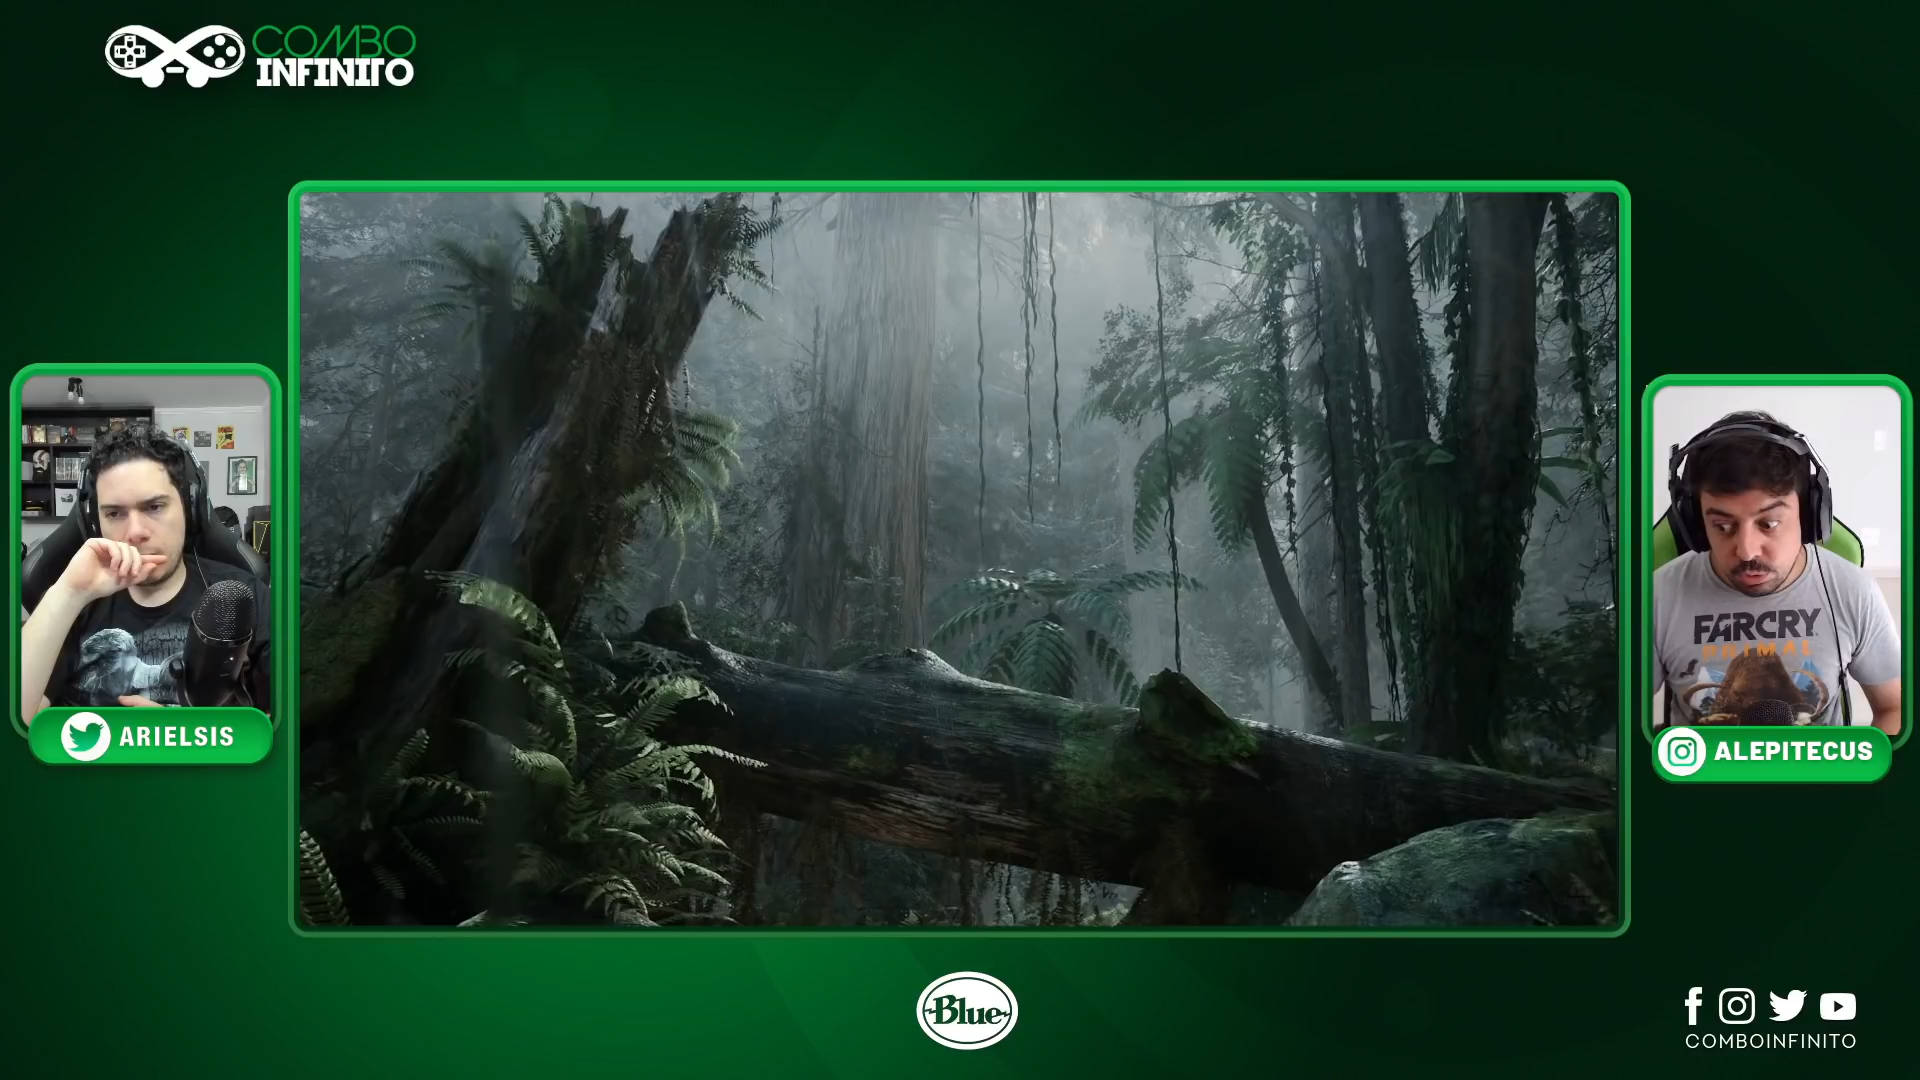 COMBO
INFINITO
ARIELSIS
FARCRY
PRIMAL
ALEPITECUS
Blue
COMBOINFINITO